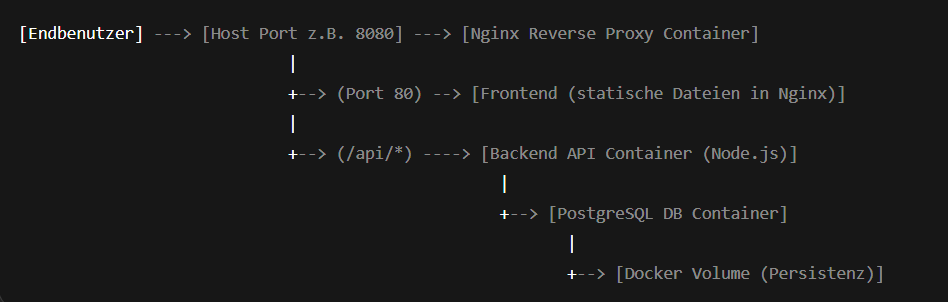 [Endbenutzer] ---> [Host Port z.B. 8080] ---> [Nginx Reverse Proxy Container]
|
+--> (Port 80) --> [Frontend (statische Dateien in Nginx)]
|
+--> (/api/*) ----> [Backend API Container (Node.js)]
|
+--> [PostgreSQL DB Container]
|
+--> [Docker Volume (Persistenz)]